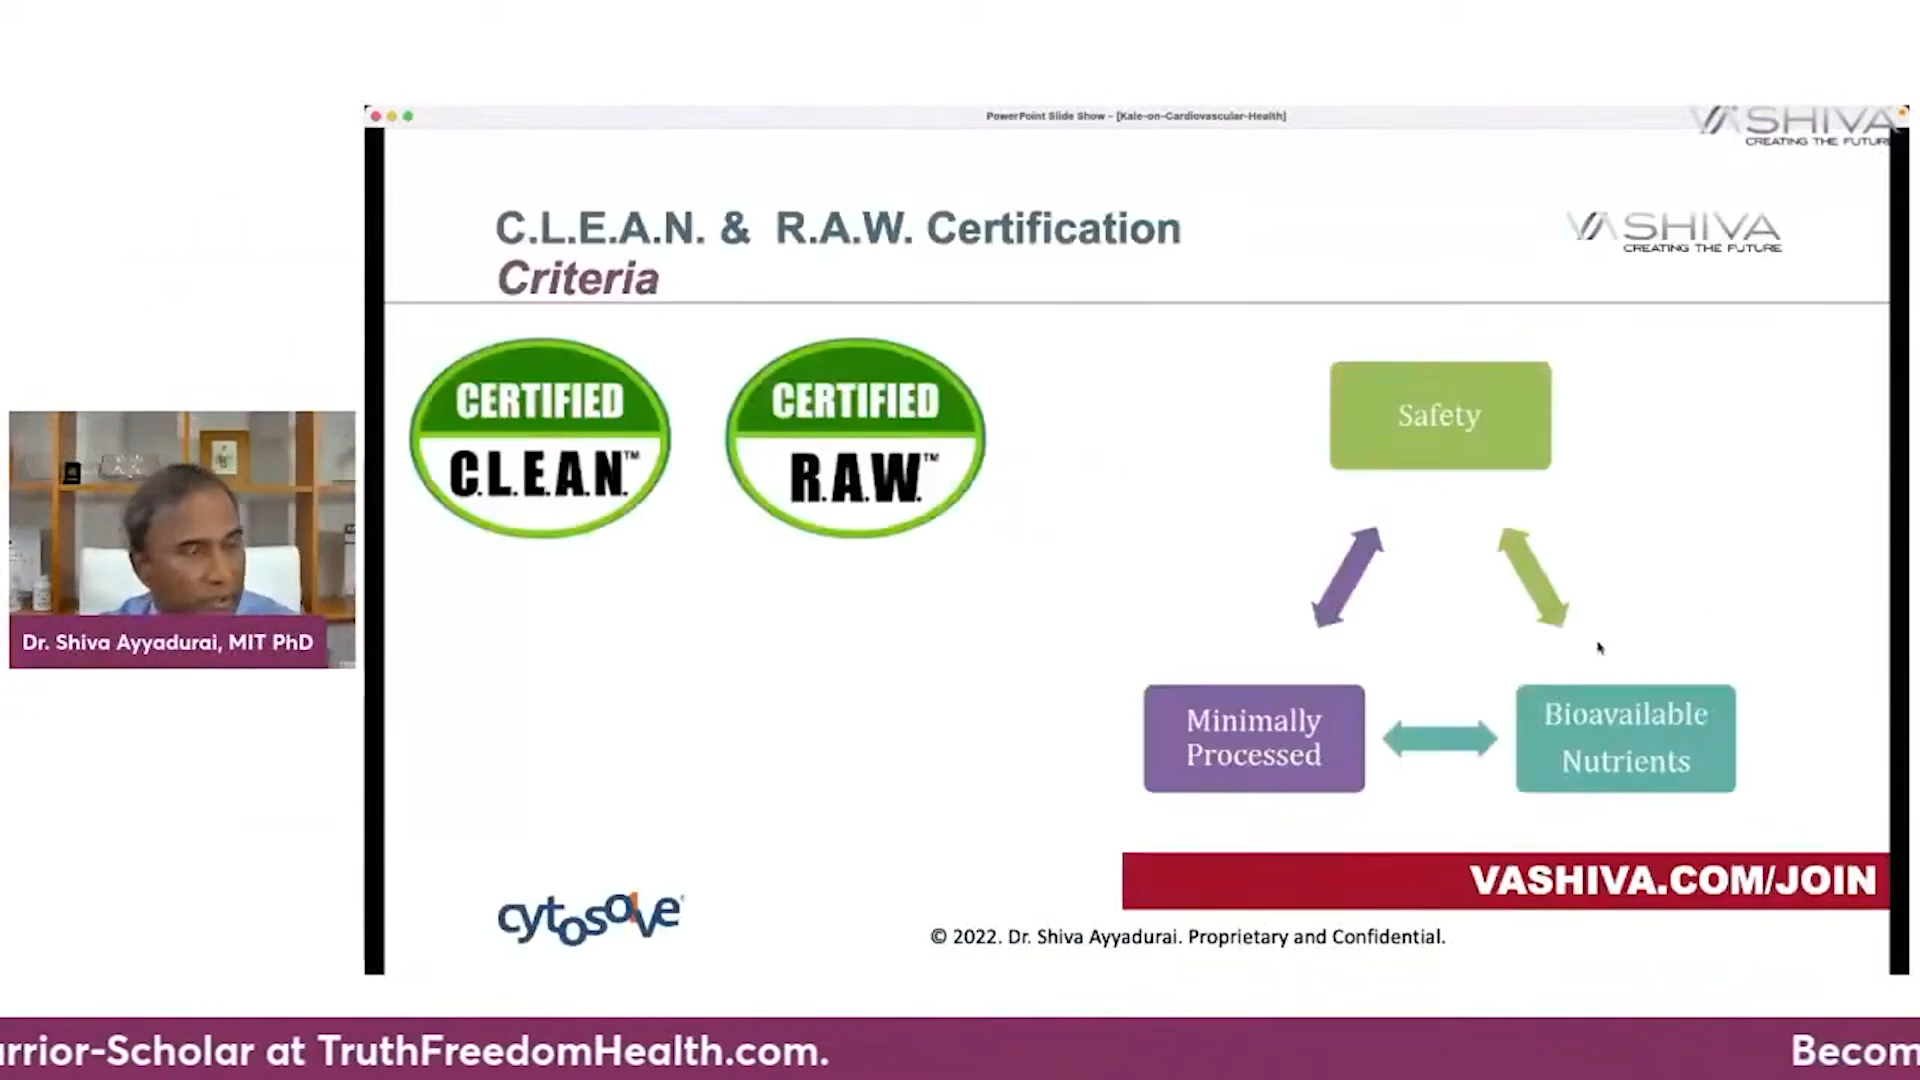 PowerPoint Slide Show - [Kale-on-Cardiovascular-Health]
VASHIVA
CREATING THE FUTURE
C.L.E.A.N. & R.A.W. Certification
Criteria
VASHIVA
CREATING THE FUTURE
CERTIFIED
C.L.E.A.N.™
CERTIFIED
R.A.W.™
Safety
Minimally
Processed
Bioavailable
Nutrients
Dr. Shiva Ayyadurai, MIT PhD
VASHIVA.COM/JOIN
cytosolve
© 2022. Dr. Shiva Ayyadurai. Proprietary and Confidential.
rrior-Scholar at TruthFreedomHealth.com.
Becom